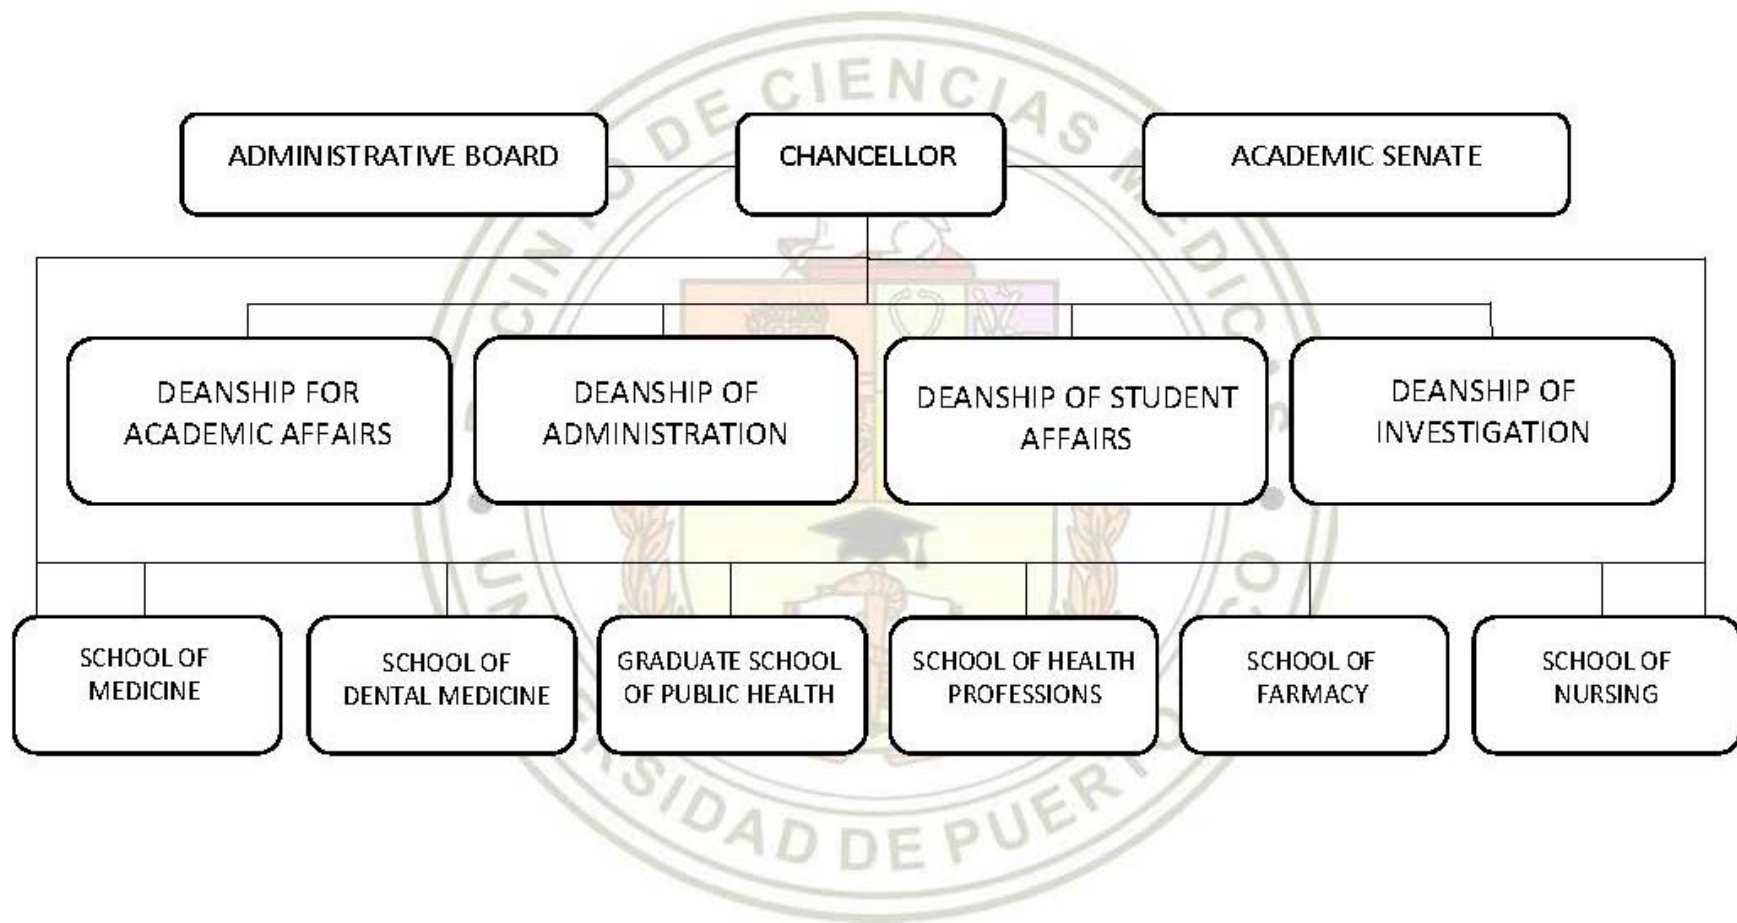 ADMINISTRATIVE BOARD
CHANCELLOR
ACADEMIC SENATE
DEANSHIP FOR
ACADEMIC AFFAIRS
DEANSHIP OF
ADMINISTRATION
DEANSHIP OF STUDENT
AFFAIRS
DEANSHIP OF
INVESTIGATION
SCHOOL OF
MEDICINE
SCHOOL OF
DENTAL MEDICINE
GRADUATE SCHOOL
OF PUBLIC HEALTH
SCHOOL OF HEALTH
PROFESSIONS
SCHOOL OF
FARMACY
SCHOOL OF
NURSING
DE CIENCIAS
DE PUERTO